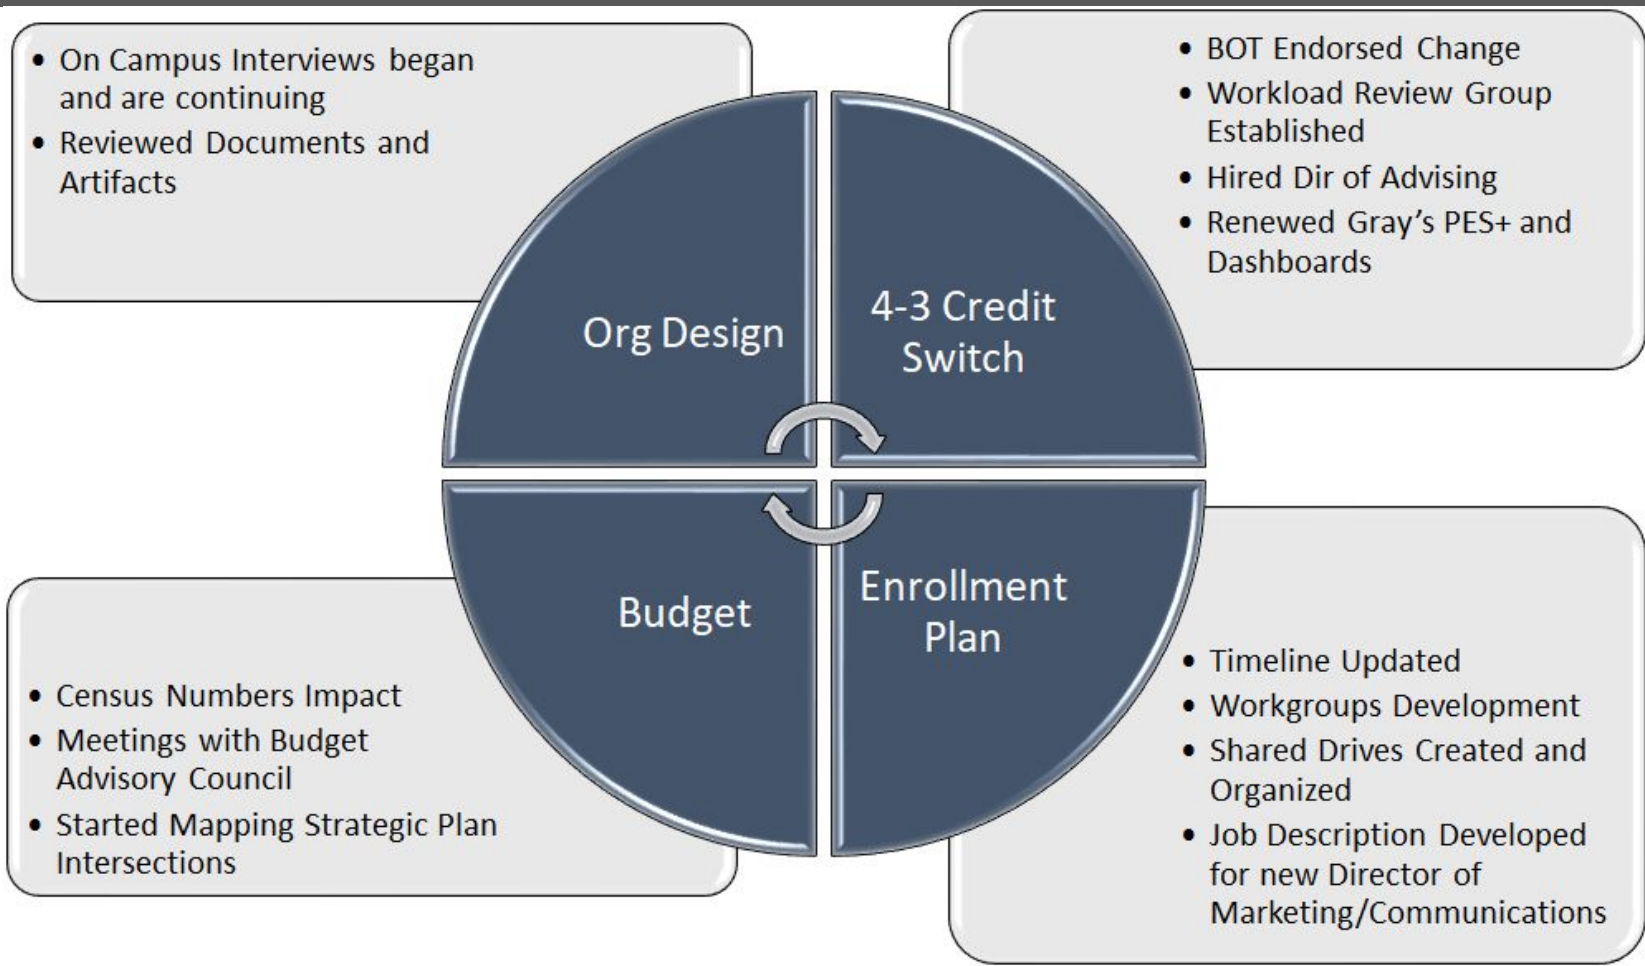 • On Campus Interviews began
and are continuing
• Reviewed Documents and
Artifacts
• BOT Endorsed Change
• Workload Review Group
Established
• Hired Dir of Advising
• Renewed Gray’s PES+ and
Dashboards
Org Design
4-3 Credit
Switch
Budget
Enrollment
Plan
• Census Numbers Impact
• Meetings with Budget
Advisory Council
• Started Mapping Strategic Plan
Intersections
• Timeline Updated
• Workgroups Development
• Shared Drives Created and
Organized
• Job Description Developed
for new Director of
Marketing/Communications